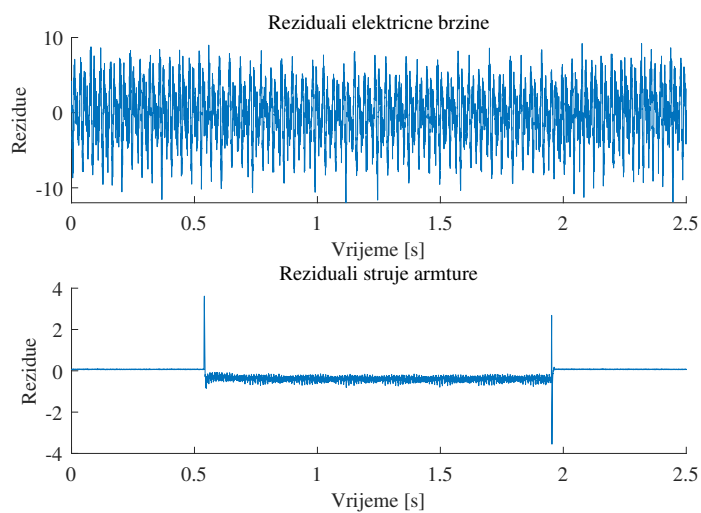 Reziduali elektricne brzine
10
0
-10
Rezidue
0 0.5 1 1.5 2 2.5
Vrijeme [s]
Reziduali struje armture
4
2
0
-2
-4
Rezidue
0 0.5 1 1.5 2 2.5
Vrijeme [s]